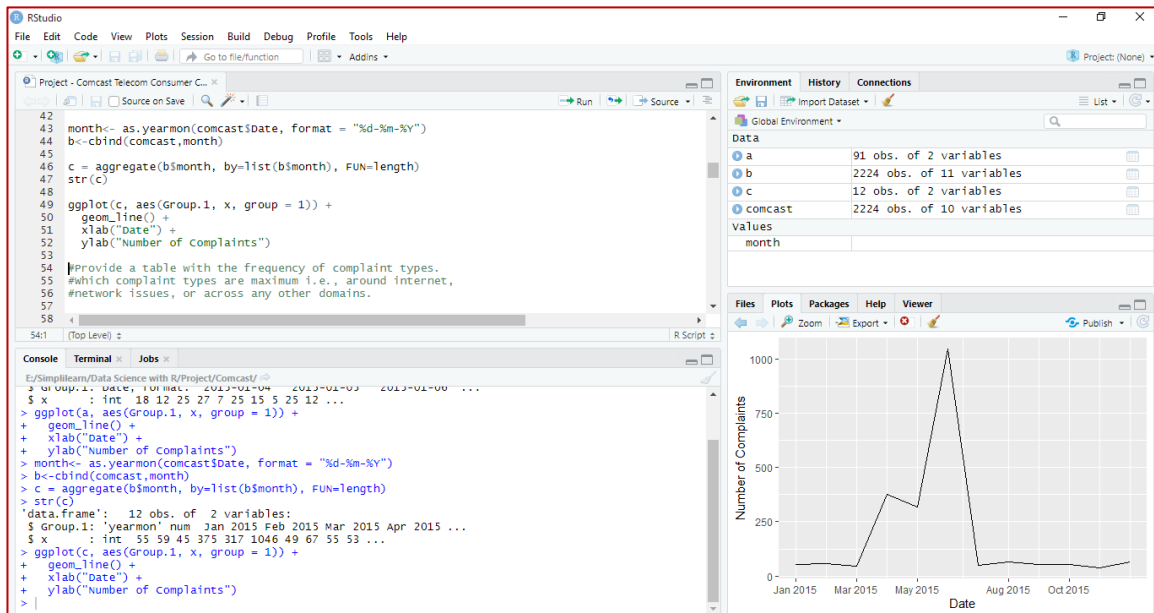 RStudio
File Edit Code View Plots Session Build Debug Profile Tools Help
Go to file/function Addins Project: (None)
Project - Comcast Telecom Consumer C...
Source on Save Run Source
42
43 month<- as.yearmon(comcast$Date, format = "%d-%m-%Y")
44 b<-cbind(comcast,month)
45
46 c = aggregate(b$month, by=list(b$month), FUN=length)
47 str(c)
48
49 ggplot(c, aes(Group.1, x, group = 1)) +
50 geom_line() +
51 xlab("Date") +
52 ylab("Number of Complaints")
53
54 #Provide a table with the frequency of complaint types.
55 #Which complaint types are maximum i.e., around internet,
56 #network issues, or across any other domains.
57
58
54:1 (Top Level) R Script
Console Terminal Jobs
E:/Simplilearn/Data Science with R/Project/Comcast/
$ Group.1: Date, format: "2015-01-04" "2015-01-05" "2015-01-06" ...
$ x : int 18 12 25 27 7 25 15 5 25 12 ...
> ggplot(a, aes(Group.1, x, group = 1)) +
+ geom_line() +
+ xlab("Date") +
+ ylab("Number of Complaints")
> month<- as.yearmon(comcast$Date, format = "%d-%m-%Y")
> b<-cbind(comcast,month)
> c = aggregate(b$month, by=list(b$month), FUN=length)
> str(c)
'data.frame': 12 obs. of 2 variables:
$ Group.1: 'yearmon' num Jan 2015 Feb 2015 Mar 2015 Apr 2015 ...
$ x : int 55 59 45 375 317 1046 49 67 55 53 ...
> ggplot(c, aes(Group.1, x, group = 1)) +
+ geom_line() +
+ xlab("Date") +
+ ylab("Number of Complaints")
>
Environment History Connections
Import Dataset List
Global Environment
Data
a 91 obs. of 2 variables
b 2224 obs. of 11 variables
c 12 obs. of 2 variables
comcast 2224 obs. of 10 variables
Values
month
Files Plots Packages Help Viewer
Zoom Export Publish
1000
750
500
250
0
Number of Complaints
Jan 2015 Mar 2015 May 2015 Aug 2015 Oct 2015
Date